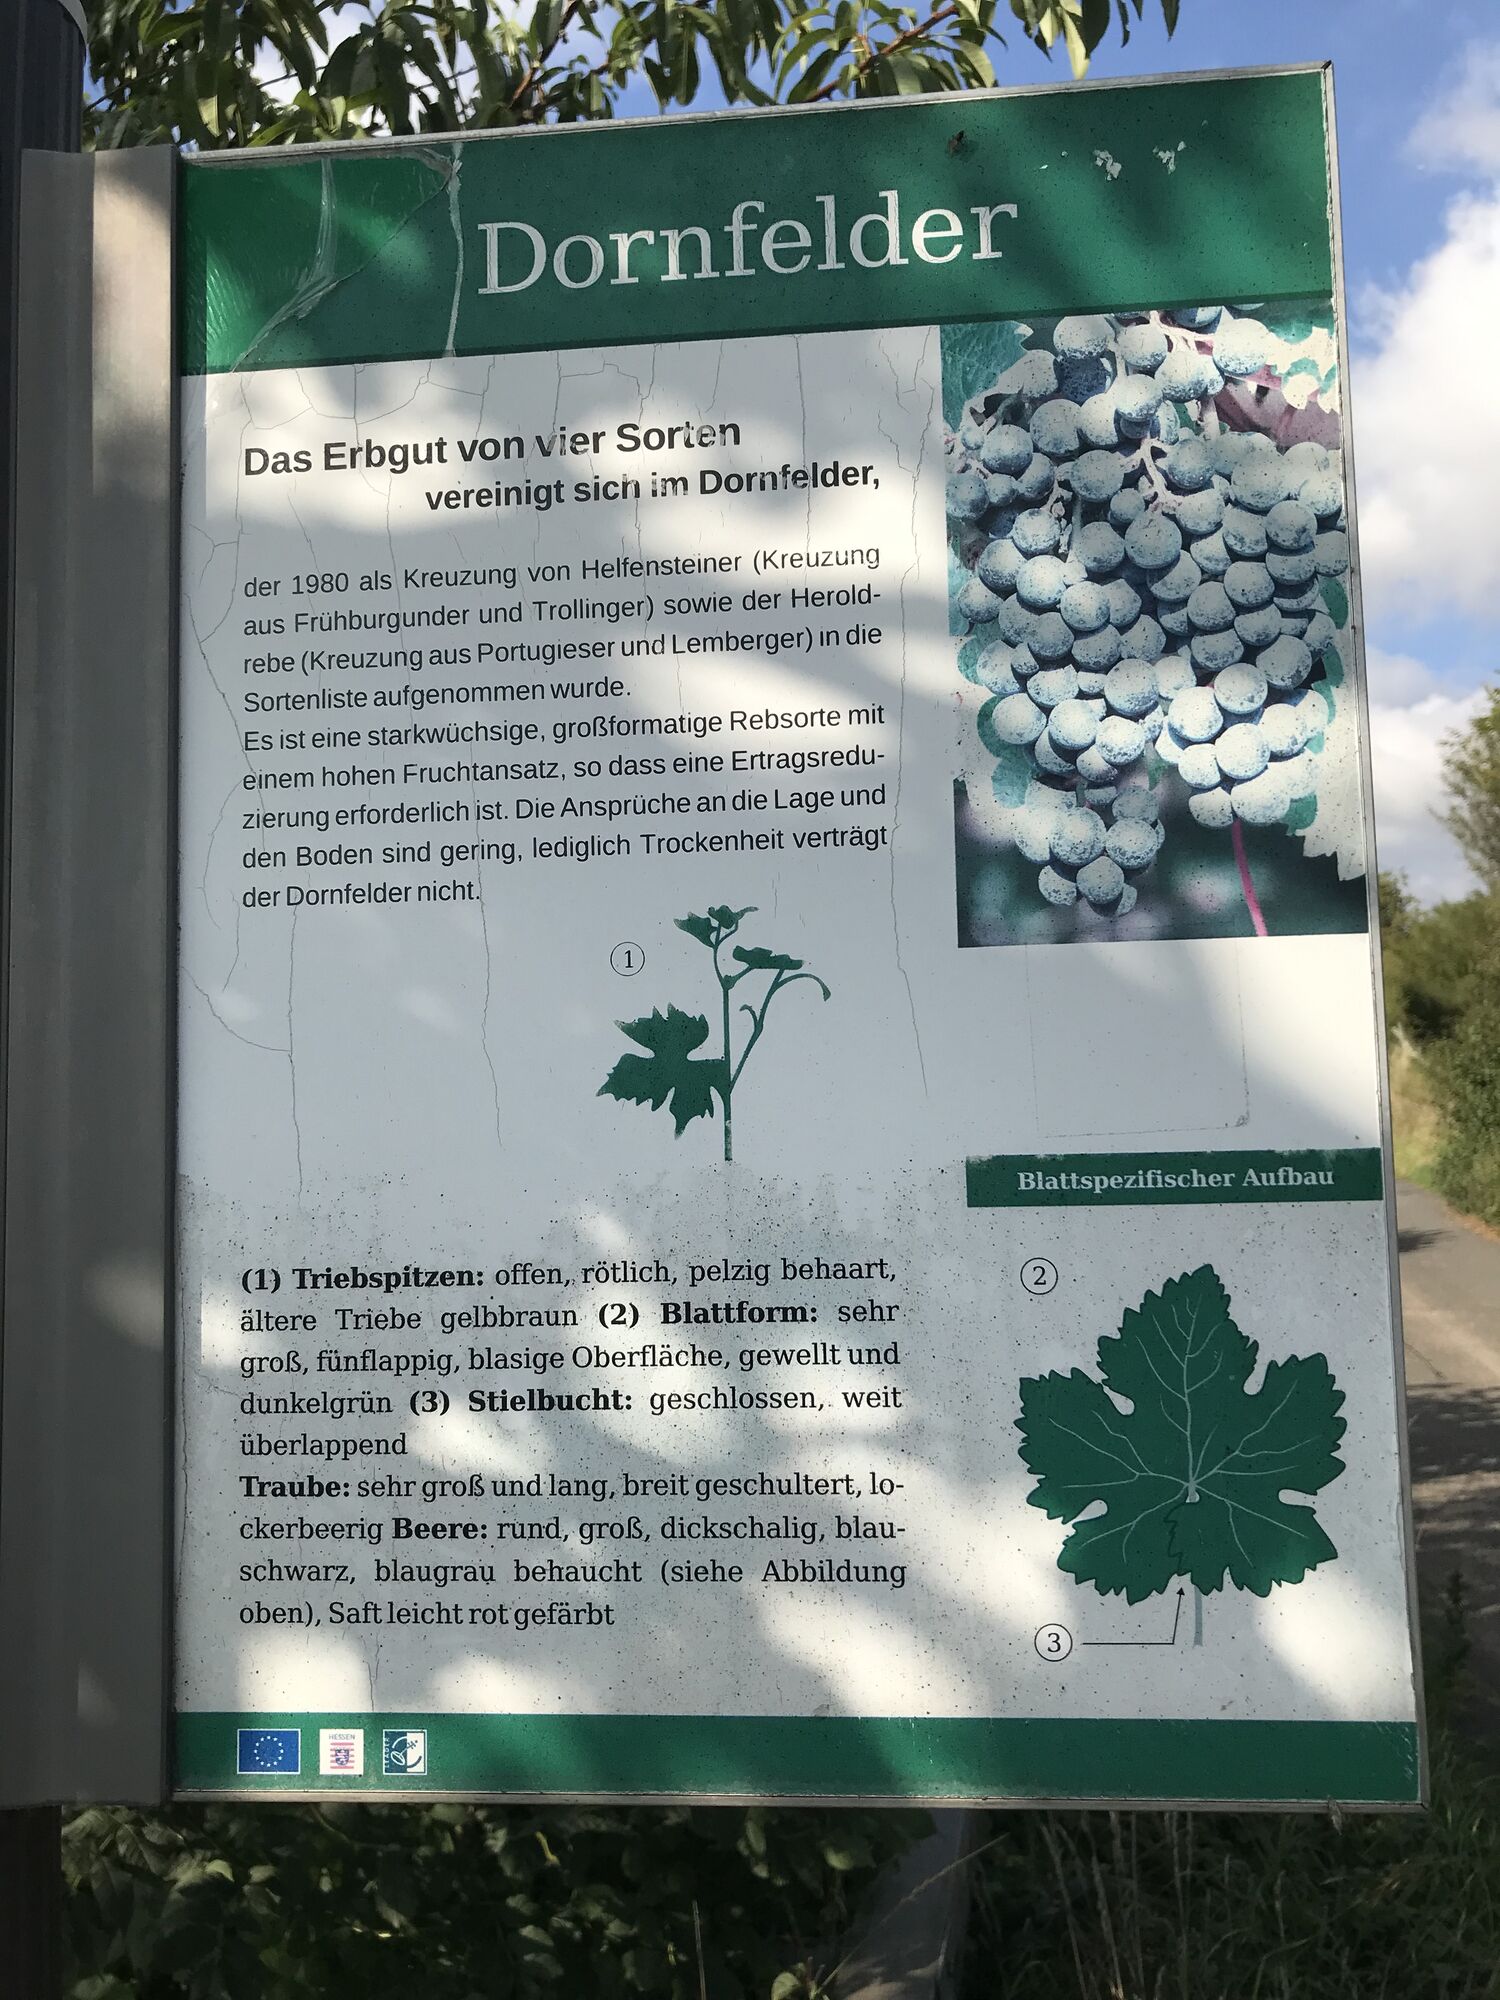 Dornfelder
Das Erbgut von vier Sorten
vereinigt sich im Dornfelder,
der 1980 als Kreuzung von Helfensteiner (Kreuzung
aus Frühburgunder und Trollinger) sowie der Herold-
rebe (Kreuzung aus Portugieser und Lemberger) in die
Sortenliste aufgenommen wurde.
Es ist eine starkwüchsige, großformatige Rebsorte mit
einem hohen Fruchtansatz, so dass eine Ertragsredu-
zierung erforderlich ist. Die Ansprüche an die Lage und
den Boden sind gering, lediglich Trockenheit verträgt
der Dornfelder nicht.
1
Blattspezifischer Aufbau
(1) Triebspitzen: offen, rötlich, pelzig behaart,
ältere Triebe gelbbraun (2) Blattform: sehr
groß, fünflappig, blasige Oberfläche, gewellt und
dunkelgrün (3) Stielbucht: geschlossen, weit
überlappend
Traube: sehr groß und lang, breit geschultert, lo-
ckerbeerig Beere: rund, groß, dickschalig, blau-
schwarz, blaugrau behaucht (siehe Abbildung
oben), Saft leicht rot gefärbt
2
3
HESSEN
LEADER